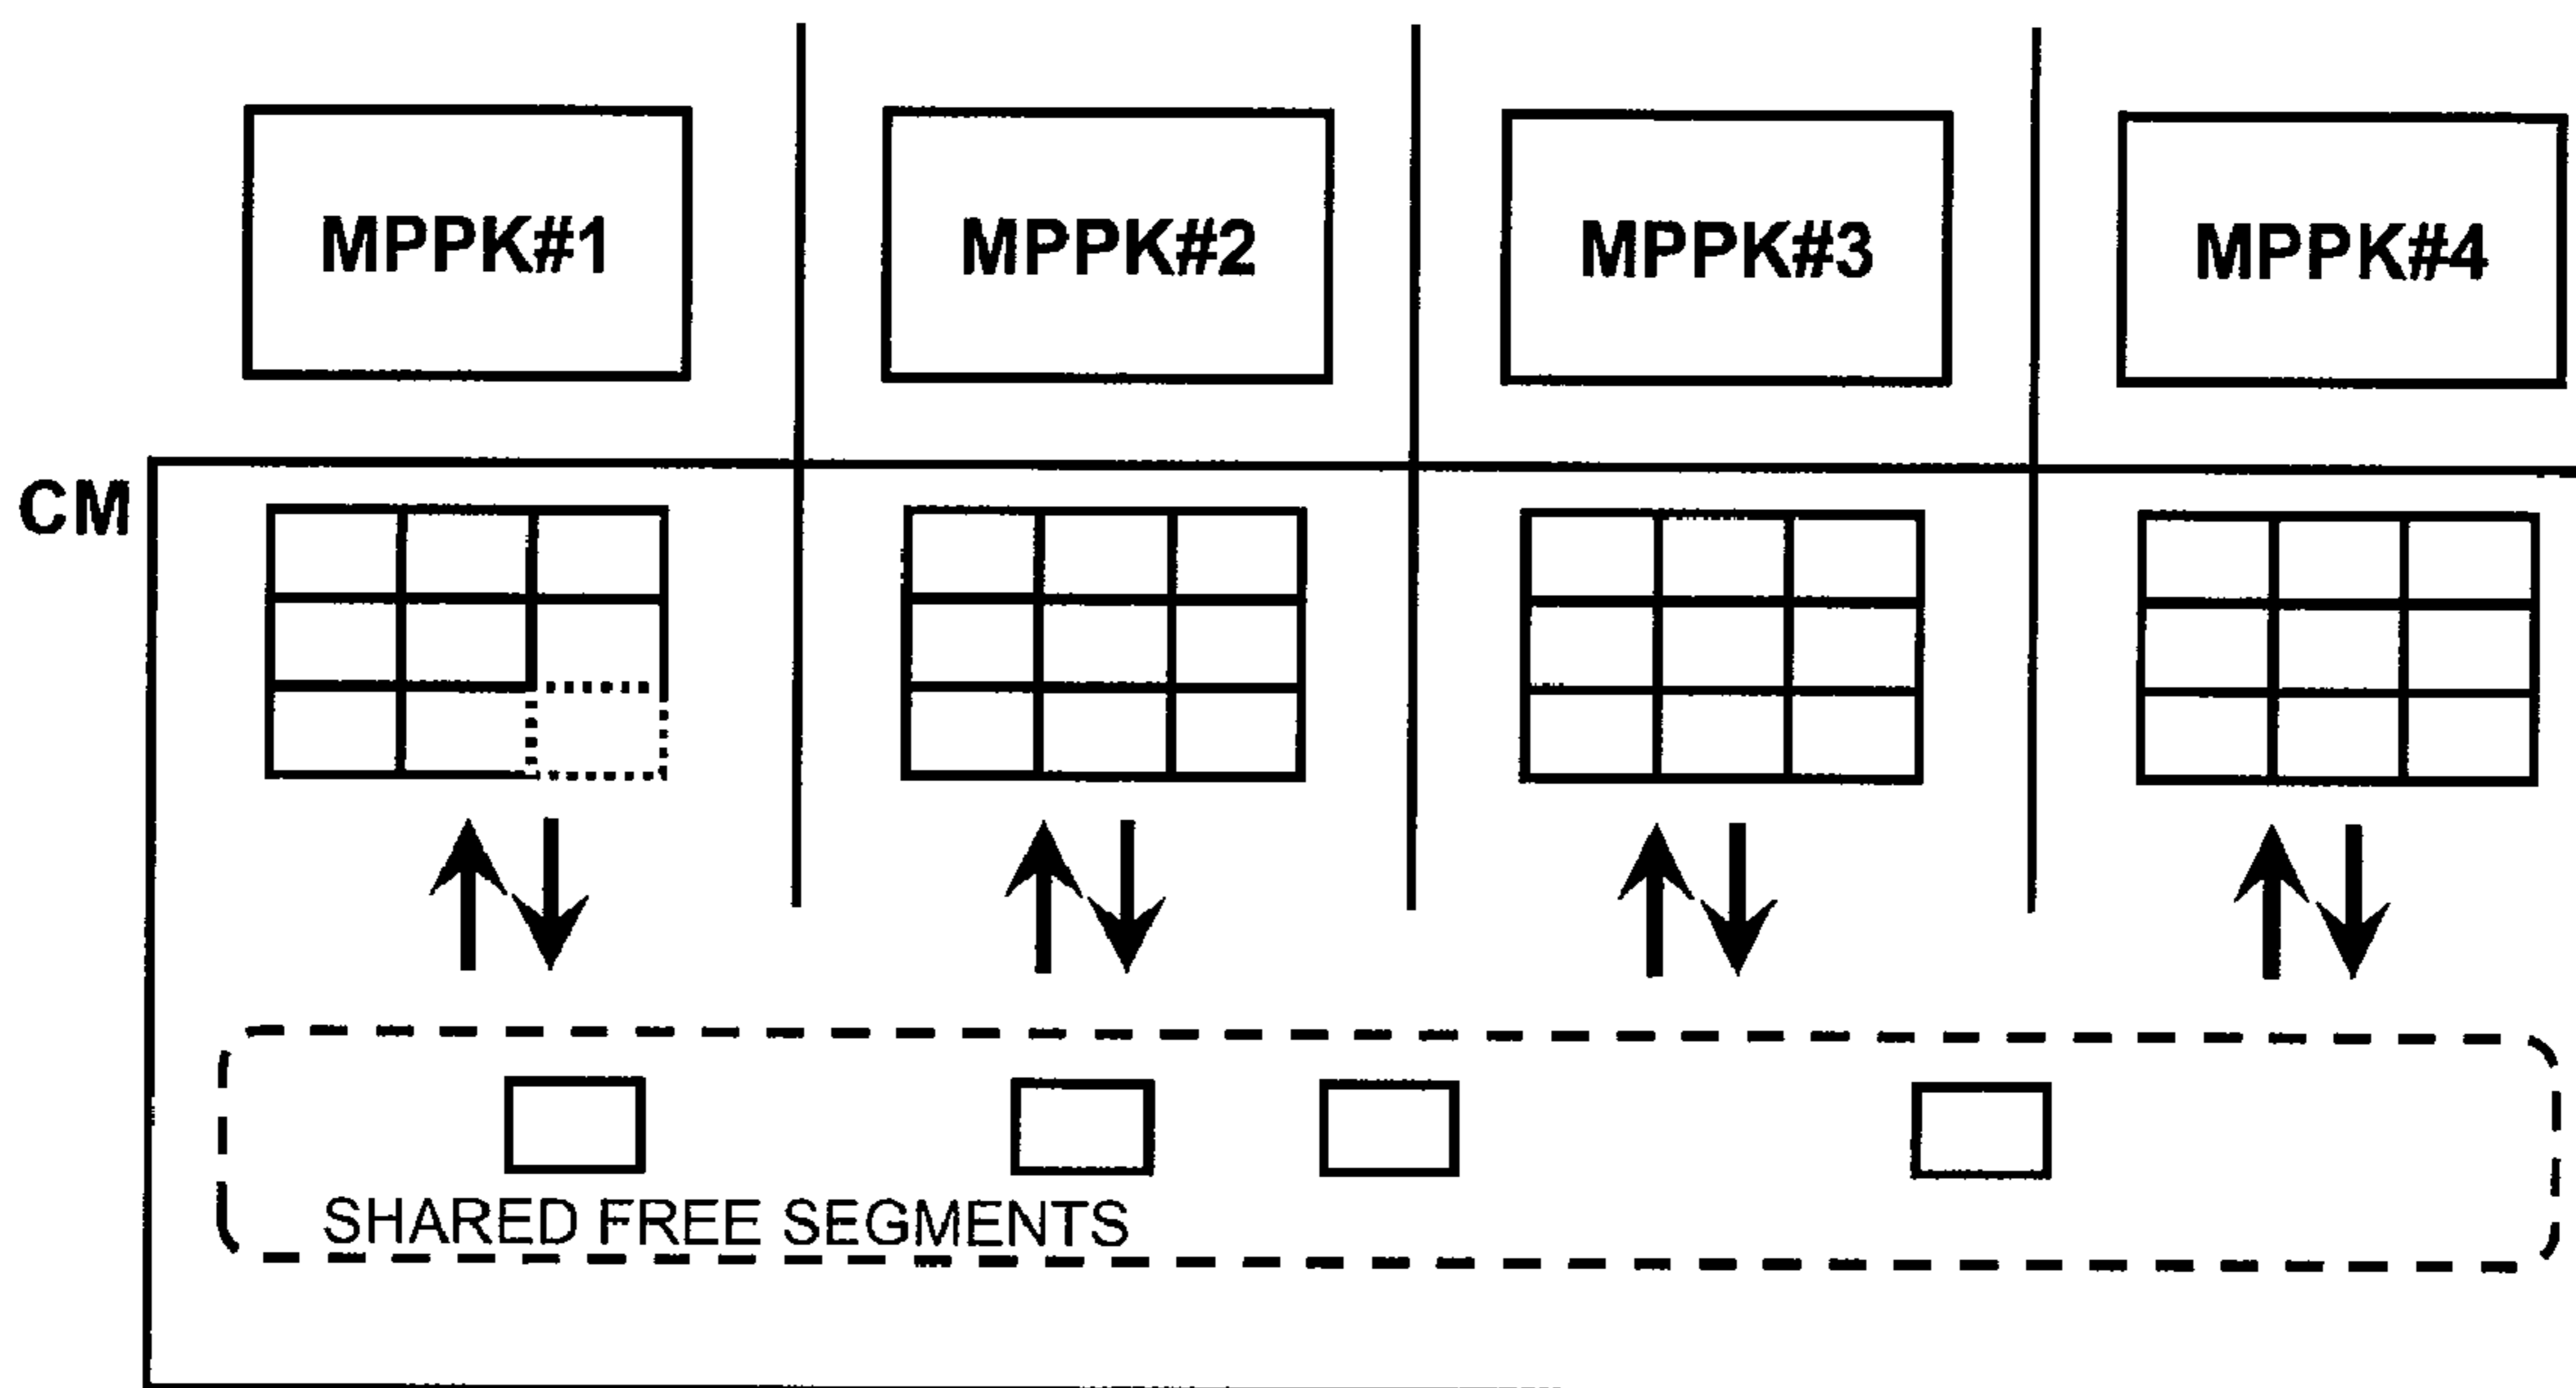 MPPK#1
MPPK#2
MPPK#3
MPPK#4
CM
SHARED FREE SEGMENTS